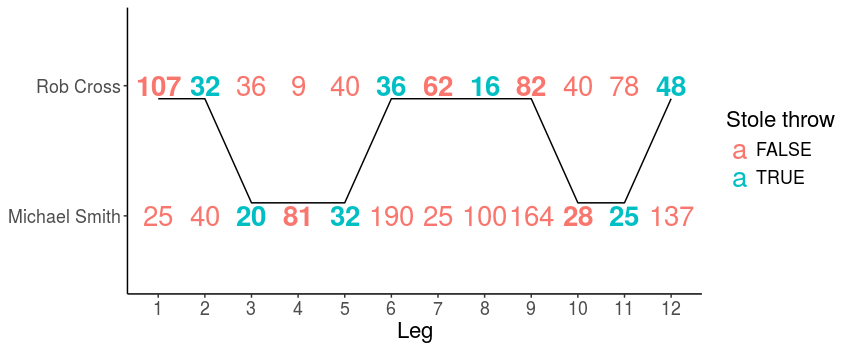 Rob Cross 107 32 36 9 40 36 62 16 82 40 78 48
Michael Smith 25 40 20 81 32 190 25 100 164 28 25 137
1 2 3 4 5 6 7 8 9 10 11 12
Leg
Stole throw
a FALSE
a TRUE